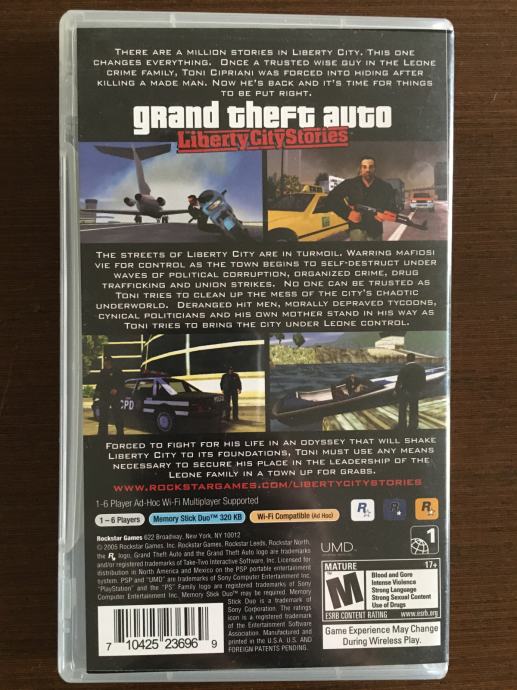 THERE ARE A MILLION STORIES IN LIBERTY CITY. THIS ONE
CHANGES EVERYTHING. ONCE A TRUSTED WISE GUY IN THE LEONE
CRIME FAMILY, TONI CIPRIANI WAS FORCED INTO HIDING AFTER
KILLING A MADE MAN. NOW HE'S BACK AND IT'S TIME FOR THINGS
TO BE PUT RIGHT.
grand theft auto
Liberty City Stories
TAXI
THE STREETS OF LIBERTY CITY ARE IN TURMOIL. WARRING MAFIOSI
VIE FOR CONTROL AS THE TOWN BEGINS TO SELF-DESTRUCT UNDER
WAVES OF POLITICAL CORRUPTION, ORGANIZED CRIME, DRUG
TRAFFICKING AND UNION STRIKES. NO ONE CAN BE TRUSTED AS
TONI TRIES TO CLEAN UP THE MESS OF THE CITY'S CHAOTIC
UNDERWORLD. DERANGED HIT MEN, MORALLY DEPRAVED TYCOONS,
CYNICAL POLITICIANS AND HIS OWN MOTHER STAND IN HIS WAY AS
TONI TRIES TO BRING THE CITY UNDER LEONE CONTROL.
CPD
FORCED TO FIGHT FOR HIS LIFE IN AN ODYSSEY THAT WILL SHAKE
LIBERTY CITY TO ITS FOUNDATIONS, TONI MUST USE ANY MEANS
NECESSARY TO SECURE HIS PLACE IN THE LEADERSHIP OF THE
LEONE FAMILY IN A TOWN UP FOR GRABS.
WWW.ROCKSTARGAMES.COM/LIBERTYCITYSTORIES
1-6 Player Ad-Hoc Wi-Fi Multiplayer Supported
1 – 6 Players Memory Stick Duo™ 320 KB Wi-Fi Compatible (Ad Hoc) R R R
Rockstar Games 622 Broadway, New York, NY 10012
© 2005 Rockstar Games, Inc. Rockstar Games, Rockstar Leeds, Rockstar North,
the R logo, Grand Theft Auto and the Grand Theft Auto logo are trademarks
and/or registered trademarks of Take-Two Interactive Software, Inc. Licensed for
distribution in North America and Mexico on the PSP portable entertainment
system. PSP and "UMD" are trademarks of Sony Computer Entertainment Inc.
"PlayStation" and the "PS" Family logo are registered trademarks of Sony
Computer Entertainment Inc. Memory Stick Duo™ may be required. Memory
Stick Duo is a trademark of
Sony Corporation. The ratings
icon is a registered trademark
of the Entertainment Software
Association. Manufactured and
printed in the U.S.A. U.S. AND
FOREIGN PATENTS PENDING.
7 10425 23696 9
UMD
1
MATURE 17+
M
Blood and Gore
Intense Violence
Strong Language
Strong Sexual Content
Use of Drugs
ESRB CONTENT RATING www.esrb.org
Game Experience May Change
During Wireless Play.